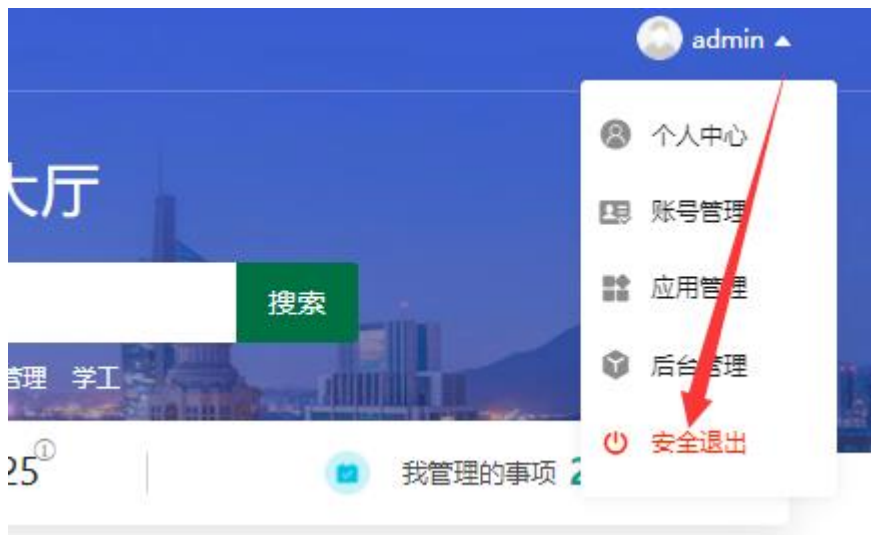 admin
个人中心
大厅
账号管理
应用管理
搜索
后台管理
管理 学工
安全退出
25①
我管理的事项 2